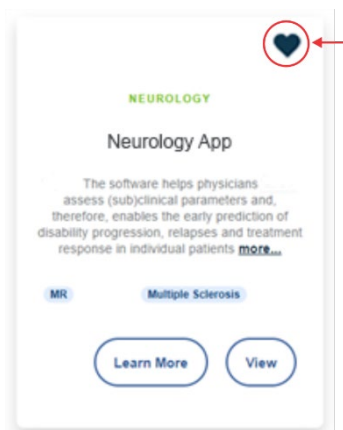 NEUROLOGY
Neurology App
The software helps physicians
assess (sub)clinical parameters and,
therefore, enables the early prediction of
disability progression, relapses and treatment
response in individual patients more...
MR Multiple Sclerosis
Learn More View